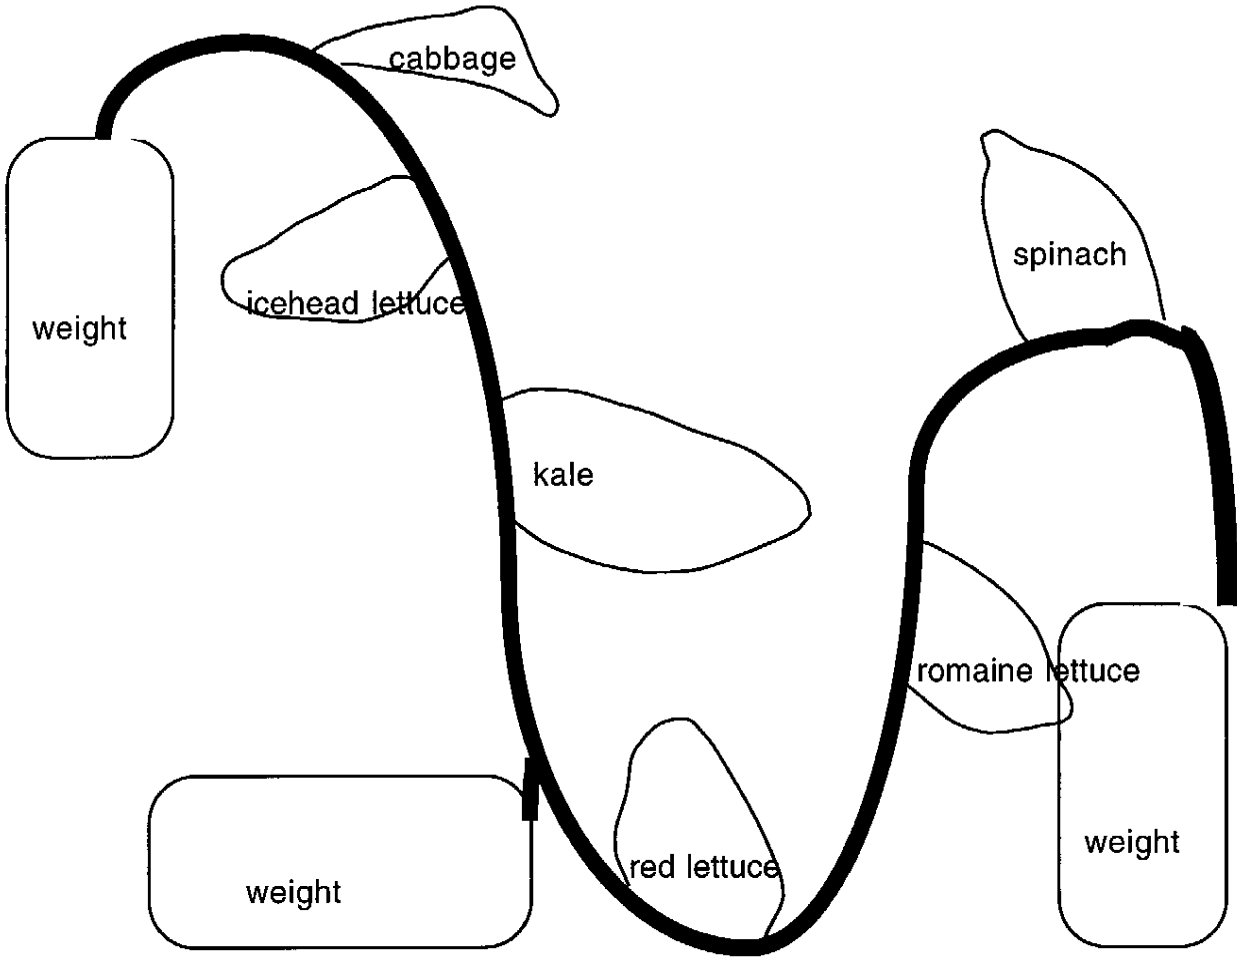 cabbage
spinach
icehead lettuce
weight
kale
romaine lettuce
weight
red lettuce
weight